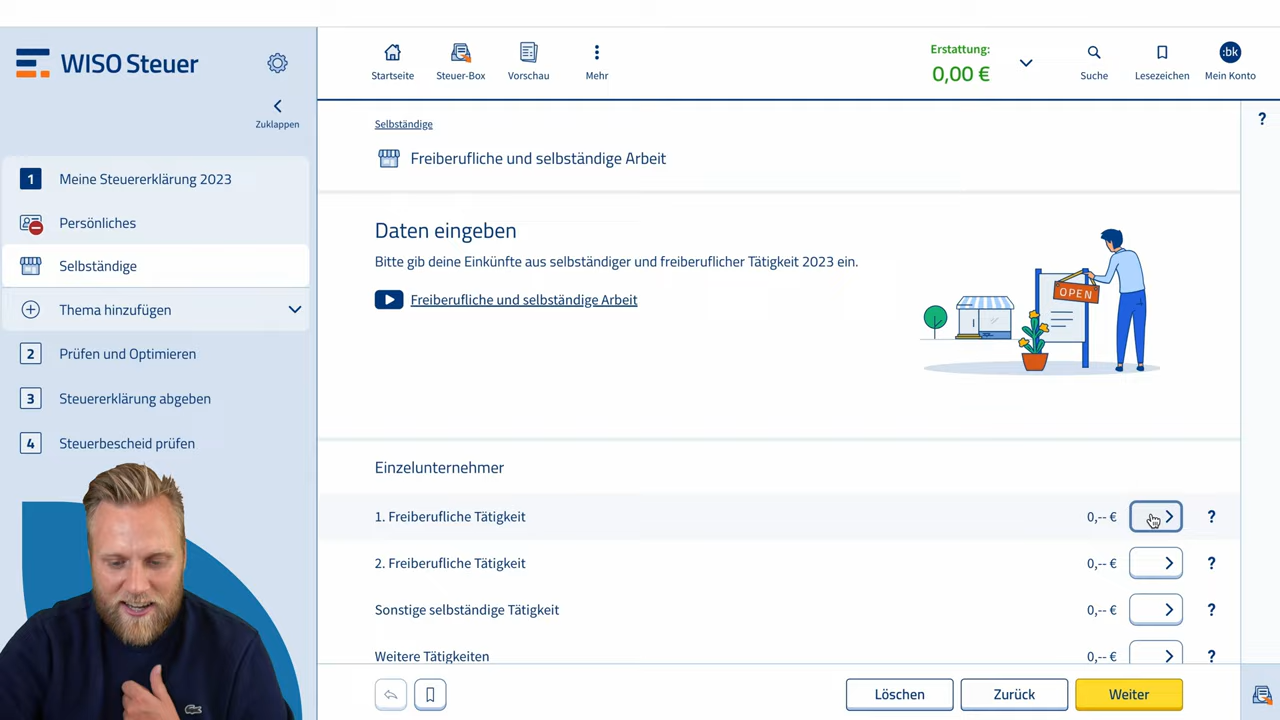 WISO Steuer
Zuklappen
1 Meine Steuererklärung 2023
Persönliches
Selbständige
Thema hinzufügen
2 Prüfen und Optimieren
3 Steuererklärung abgeben
4 Steuerbescheid prüfen
Startseite
Steuer-Box
Vorschau
Mehr
Erstattung:
0,00 €
Suche
Lesezeichen
:bk
Mein Konto
?
Selbständige
Freiberufliche und selbständige Arbeit
Daten eingeben
Bitte gib deine Einkünfte aus selbständiger und freiberuflicher Tätigkeit 2023 ein.
Freiberufliche und selbständige Arbeit
OPEN
Einzelunternehmer
1. Freiberufliche Tätigkeit 0,-- € ?
2. Freiberufliche Tätigkeit 0,-- € ?
Sonstige selbständige Tätigkeit 0,-- € ?
Weitere Tätigkeiten 0,-- € ?
Löschen
Zurück
Weiter